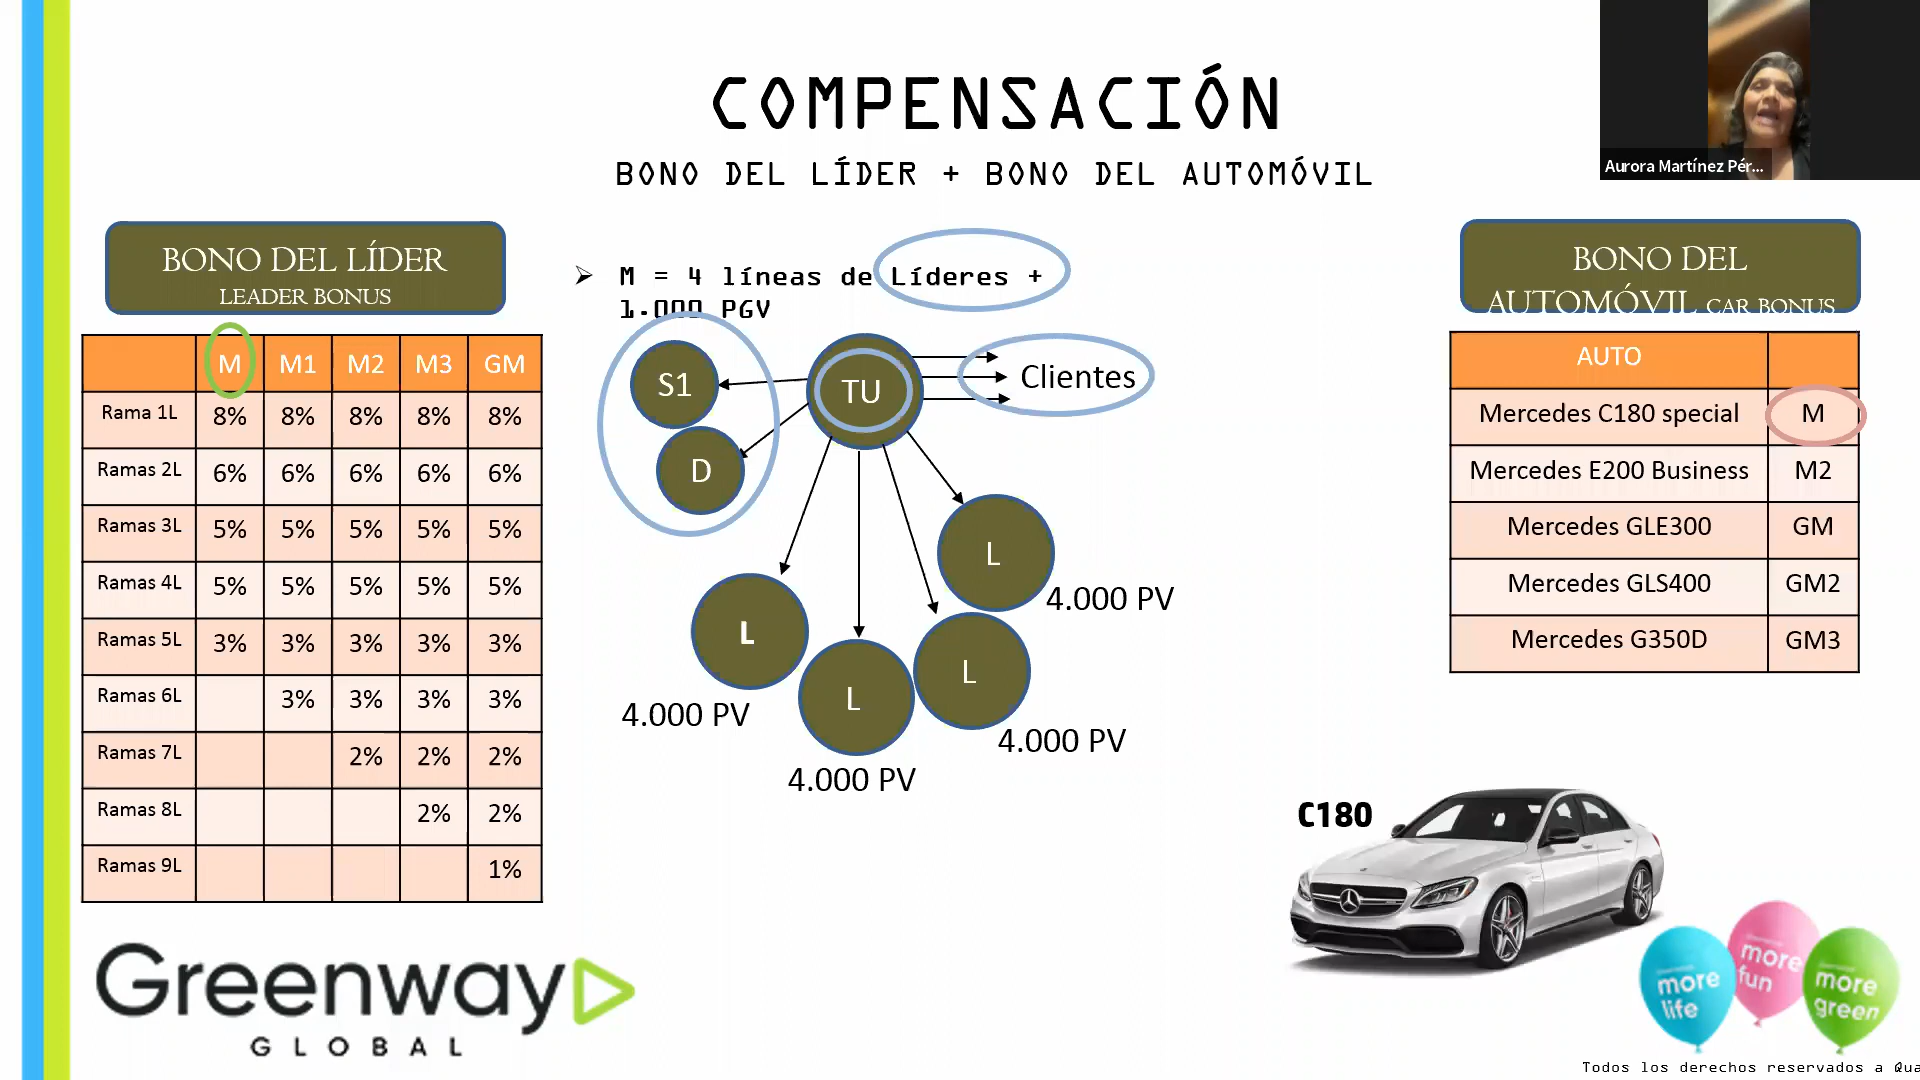 COMPENSACIÓN
BONO DEL LÍDER + BONO DEL AUTOMÓVIL
Aurora Martínez Pér...
BONO DEL LÍDER
LEADER BONUS
M M1 M2 M3 GM
Rama 1L 8% 8% 8% 8% 8%
Ramas 2L 6% 6% 6% 6% 6%
Ramas 3L 5% 5% 5% 5% 5%
Ramas 4L 5% 5% 5% 5% 5%
Ramas 5L 3% 3% 3% 3% 3%
Ramas 6L 3% 3% 3% 3%
Ramas 7L 2% 2% 2%
Ramas 8L 2% 2%
Ramas 9L 1%
➢ M = 4 líneas de Líderes +
1.000 PGV
S1
TU
Clientes
D
L
4.000 PV
L
4.000 PV
L
4.000 PV
L
4.000 PV
BONO DEL
AUTOMÓVIL CAR BONUS
AUTO
Mercedes C180 special M
Mercedes E200 Business M2
Mercedes GLE300 GM
Mercedes GLS400 GM2
Mercedes G350D GM3
C180
Greenway
GLOBAL
more
life
more
fun
more
green
Todos los derechos reservados a Qua